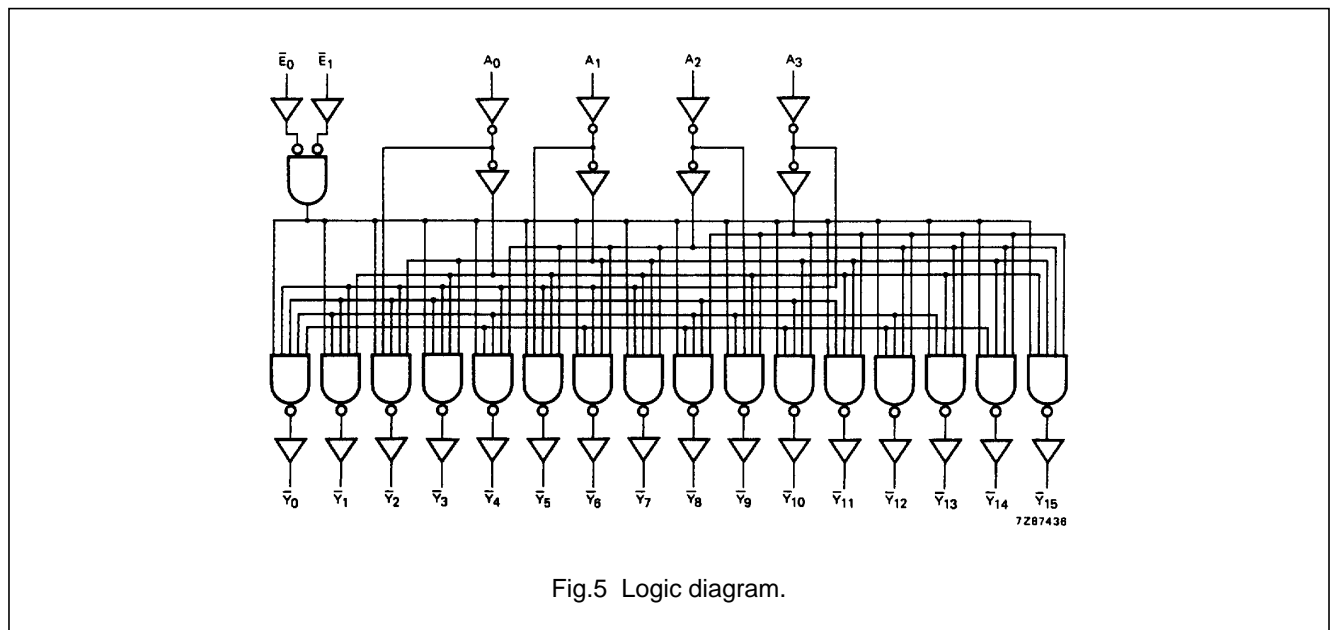 Ē0 Ē1 A0 A1 A2 A3
Ȳ0 Ȳ1 Ȳ2 Ȳ3 Ȳ4 Ȳ5 Ȳ6 Ȳ7 Ȳ8 Ȳ9 Ȳ10 Ȳ11 Ȳ12 Ȳ13 Ȳ14 Ȳ15
7Z87438
Fig.5 Logic diagram.